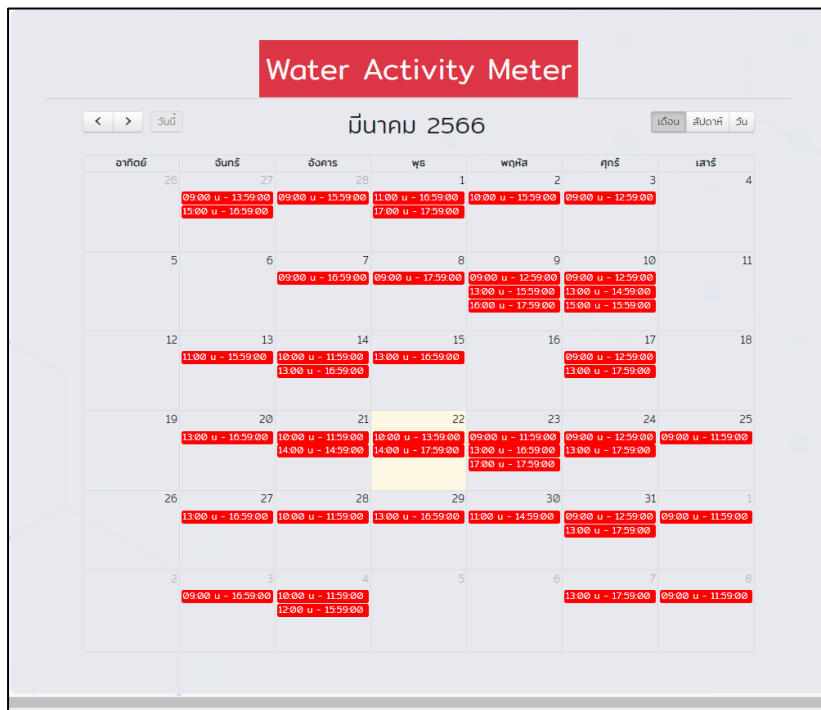 Water Activity Meter
< > วันนี้ มีนาคม 2566 เดือน สัปดาห์ วัน
อาทิตย์ จันทร์ อังคาร พุธ พฤหัส ศุกร์ เสาร์
26 27 28 1 2 3 4
09:00 น - 13:59:00 09:00 น - 15:59:00 11:00 น - 16:59:00 10:00 น - 15:59:00 09:00 น - 12:59:00
15:00 น - 16:59:00 17:00 น - 17:59:00
5 6 7 8 9 10 11
09:00 น - 16:59:00 09:00 น - 17:59:00 09:00 น - 12:59:00 09:00 น - 12:59:00
13:00 น - 15:59:00 13:00 น - 14:59:00
16:00 น - 17:59:00 15:00 น - 15:59:00
12 13 14 15 16 17 18
11:00 น - 15:59:00 10:00 น - 11:59:00 13:00 น - 16:59:00 09:00 น - 12:59:00
13:00 น - 16:59:00 13:00 น - 17:59:00
19 20 21 22 23 24 25
13:00 น - 16:59:00 10:00 น - 11:59:00 10:00 น - 13:59:00 09:00 น - 11:59:00 09:00 น - 12:59:00 09:00 น - 11:59:00
14:00 น - 14:59:00 14:00 น - 17:59:00 13:00 น - 16:59:00 13:00 น - 17:59:00
17:00 น - 17:59:00
26 27 28 29 30 31 1
13:00 น - 16:59:00 10:00 น - 11:59:00 13:00 น - 16:59:00 11:00 น - 14:59:00 09:00 น - 12:59:00 09:00 น - 11:59:00
13:00 น - 17:59:00
2 3 4 5 6 7 8
09:00 น - 16:59:00 10:00 น - 11:59:00 13:00 น - 17:59:00 09:00 น - 11:59:00
12:00 น - 15:59:00